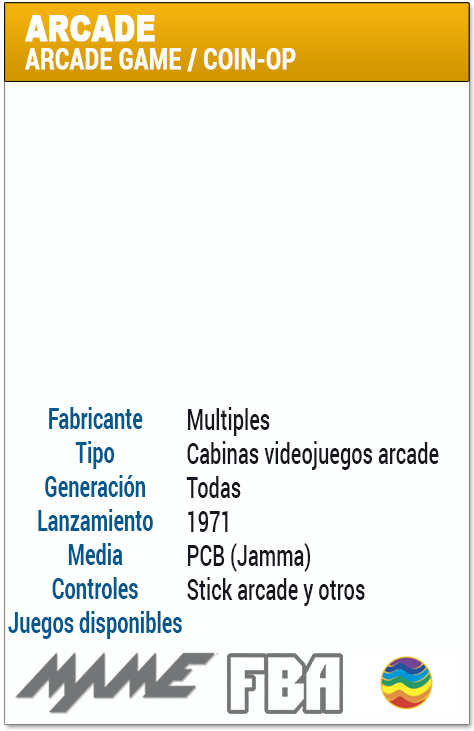 ARCADE
ARCADE GAME / COIN-OP
Fabricante Multiples
Tipo Cabinas videojuegos arcade
Generación Todas
Lanzamiento 1971
Media PCB (Jamma)
Controles Stick arcade y otros
Juegos disponibles
MAME FBA